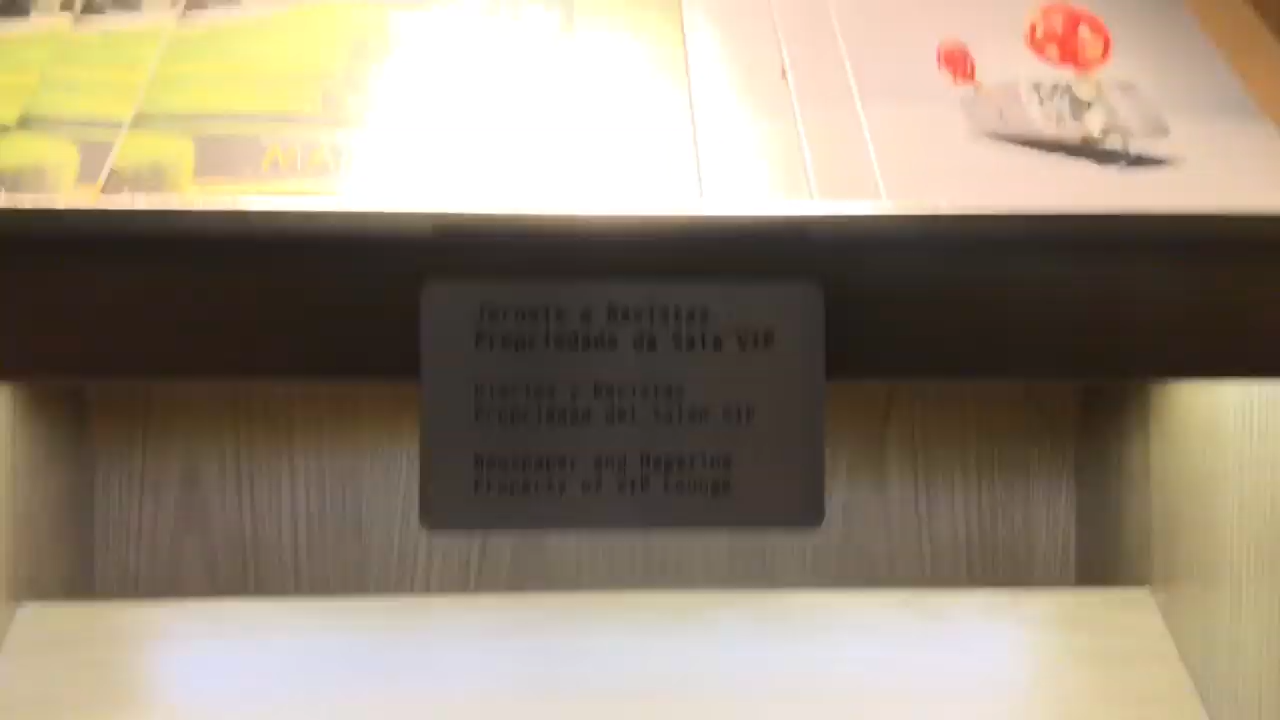 Jornais e Revistas
Propriedade da Sala VIP
Diarios y Revistas
Propiedad del Salon VIP
Newspaper and Magazine
Property of VIP Lounge